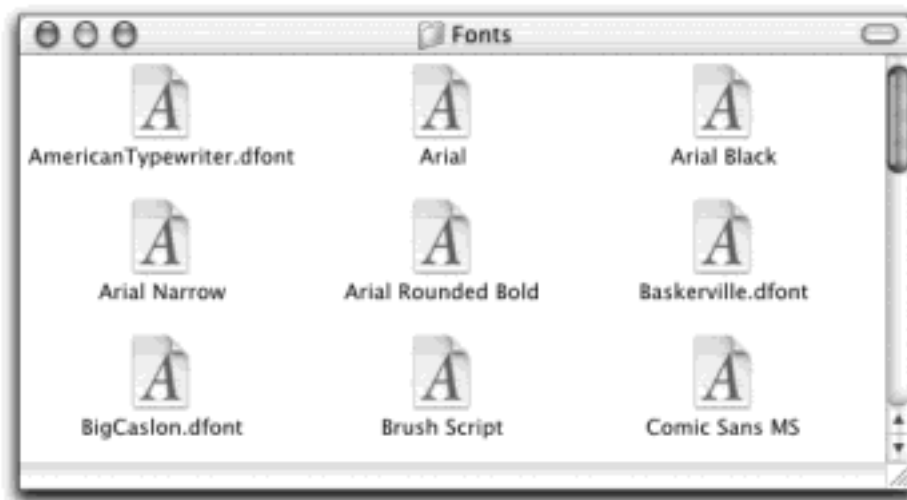 Fonts
AmericanTypewriter.dfont Arial Arial Black
Arial Narrow Arial Rounded Bold Baskerville.dfont
BigCaslon.dfont Brush Script Comic Sans MS